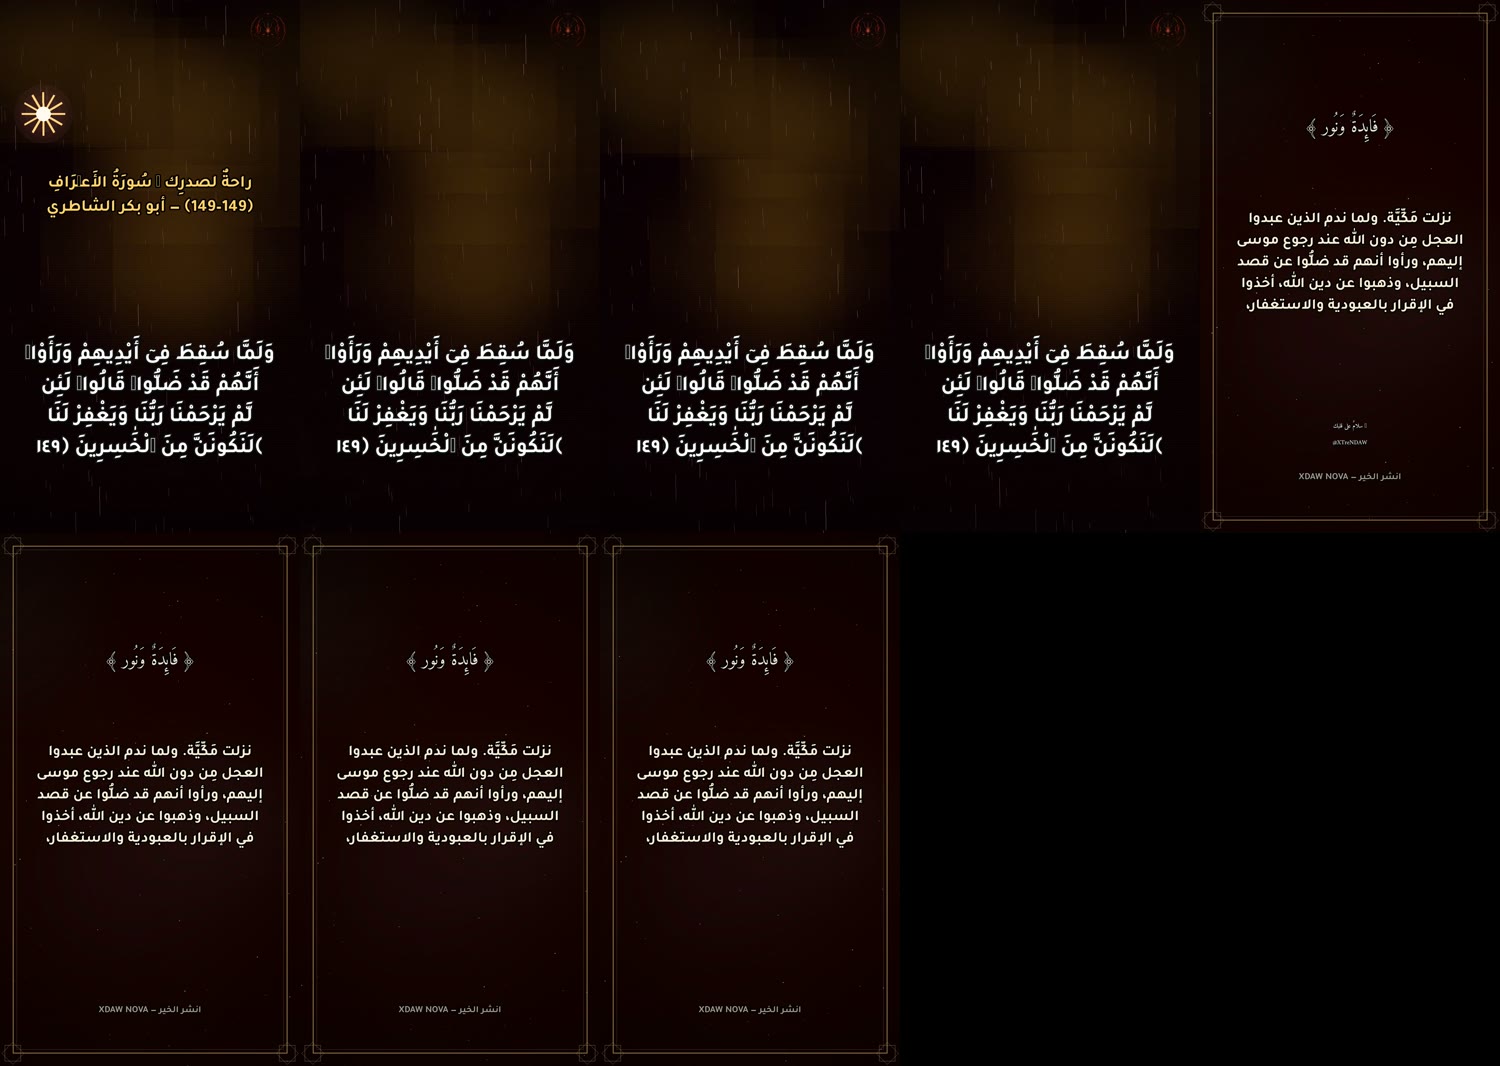 راحةٌ لصدرِك ▯ سُورَةُ الأَع▯رَافِ
(149-149) – أبو بكر الشاطري
وَلَمَّا سُقِطَ فِىٓ أَيْدِيهِمْ وَرَأَوْا▯
أَنَّهُمْ قَدْ ضَلُّوا▯ قَالُوا▯ لَئِن
لَّمْ يَرْحَمْنَا رَبُّنَا وَيَغْفِرْ لَنَا
لَنَكُونَنَّ مِنَ ▯لْخَٰسِرِينَ (١٤٩)
وَلَمَّا سُقِطَ فِىٓ أَيْدِيهِمْ وَرَأَوْا▯
أَنَّهُمْ قَدْ ضَلُّوا▯ قَالُوا▯ لَئِن
لَّمْ يَرْحَمْنَا رَبُّنَا وَيَغْفِرْ لَنَا
لَنَكُونَنَّ مِنَ ▯لْخَٰسِرِينَ (١٤٩)
وَلَمَّا سُقِطَ فِىٓ أَيْدِيهِمْ وَرَأَوْا▯
أَنَّهُمْ قَدْ ضَلُّوا▯ قَالُوا▯ لَئِن
لَّمْ يَرْحَمْنَا رَبُّنَا وَيَغْفِرْ لَنَا
لَنَكُونَنَّ مِنَ ▯لْخَٰسِرِينَ (١٤٩)
وَلَمَّا سُقِطَ فِىٓ أَيْدِيهِمْ وَرَأَوْا▯
أَنَّهُمْ قَدْ ضَلُّوا▯ قَالُوا▯ لَئِن
لَّمْ يَرْحَمْنَا رَبُّنَا وَيَغْفِرْ لَنَا
لَنَكُونَنَّ مِنَ ▯لْخَٰسِرِينَ (١٤٩)
﴿ فَائِدَةٌ وَنُور ﴾
نزلت مَكِّيَّة. ولما ندم الذين عبدوا
العجل مِن دون الله عند رجوع موسى
إليهم، ورأوا أنهم قد ضلُّوا عن قصد
السبيل، وذهبوا عن دين الله، أخذوا
في الإقرار بالعبودية والاستغفار،
▯ سلامٌ على قلبك
@XTreNDAW
انشر الخير – XDAW NOVA
﴿ فَائِدَةٌ وَنُور ﴾
نزلت مَكِّيَّة. ولما ندم الذين عبدوا
العجل مِن دون الله عند رجوع موسى
إليهم، ورأوا أنهم قد ضلُّوا عن قصد
السبيل، وذهبوا عن دين الله، أخذوا
في الإقرار بالعبودية والاستغفار،
انشر الخير – XDAW NOVA
﴿ فَائِدَةٌ وَنُور ﴾
نزلت مَكِّيَّة. ولما ندم الذين عبدوا
العجل مِن دون الله عند رجوع موسى
إليهم، ورأوا أنهم قد ضلُّوا عن قصد
السبيل، وذهبوا عن دين الله، أخذوا
في الإقرار بالعبودية والاستغفار،
انشر الخير – XDAW NOVA
﴿ فَائِدَةٌ وَنُور ﴾
نزلت مَكِّيَّة. ولما ندم الذين عبدوا
العجل مِن دون الله عند رجوع موسى
إليهم، ورأوا أنهم قد ضلُّوا عن قصد
السبيل، وذهبوا عن دين الله، أخذوا
في الإقرار بالعبودية والاستغفار،
انشر الخير – XDAW NOVA